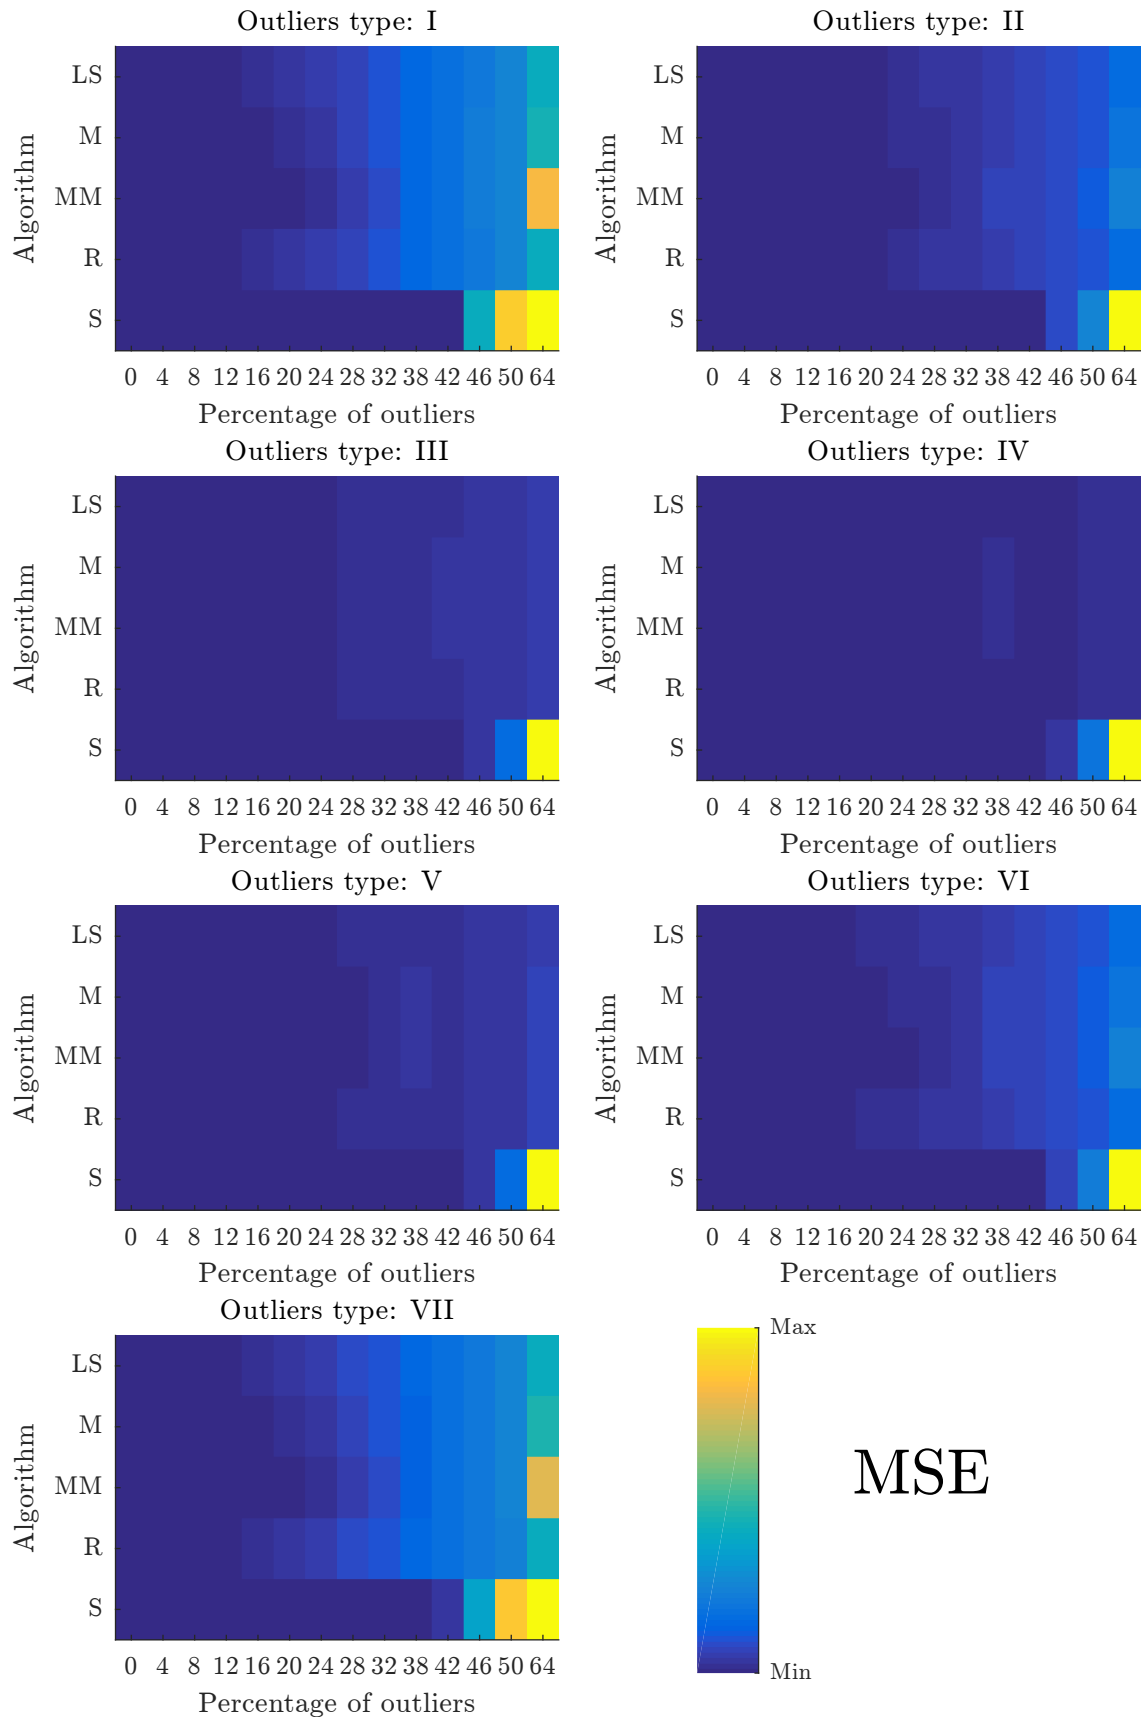 Outliers type: I
LS
M
MM
R
S
Algorithm
0 4 8 12 16 20 24 28 32 38 42 46 50 64
Percentage of outliers
Outliers type: II
LS
M
MM
R
S
Algorithm
0 4 8 12 16 20 24 28 32 38 42 46 50 64
Percentage of outliers
Outliers type: III
LS
M
MM
R
S
Algorithm
0 4 8 12 16 20 24 28 32 38 42 46 50 64
Percentage of outliers
Outliers type: IV
LS
M
MM
R
S
Algorithm
0 4 8 12 16 20 24 28 32 38 42 46 50 64
Percentage of outliers
Outliers type: V
LS
M
MM
R
S
Algorithm
0 4 8 12 16 20 24 28 32 38 42 46 50 64
Percentage of outliers
Outliers type: VI
LS
M
MM
R
S
Algorithm
0 4 8 12 16 20 24 28 32 38 42 46 50 64
Percentage of outliers
Outliers type: VII
LS
M
MM
R
S
Algorithm
0 4 8 12 16 20 24 28 32 38 42 46 50 64
Percentage of outliers
Max
MSE
Min